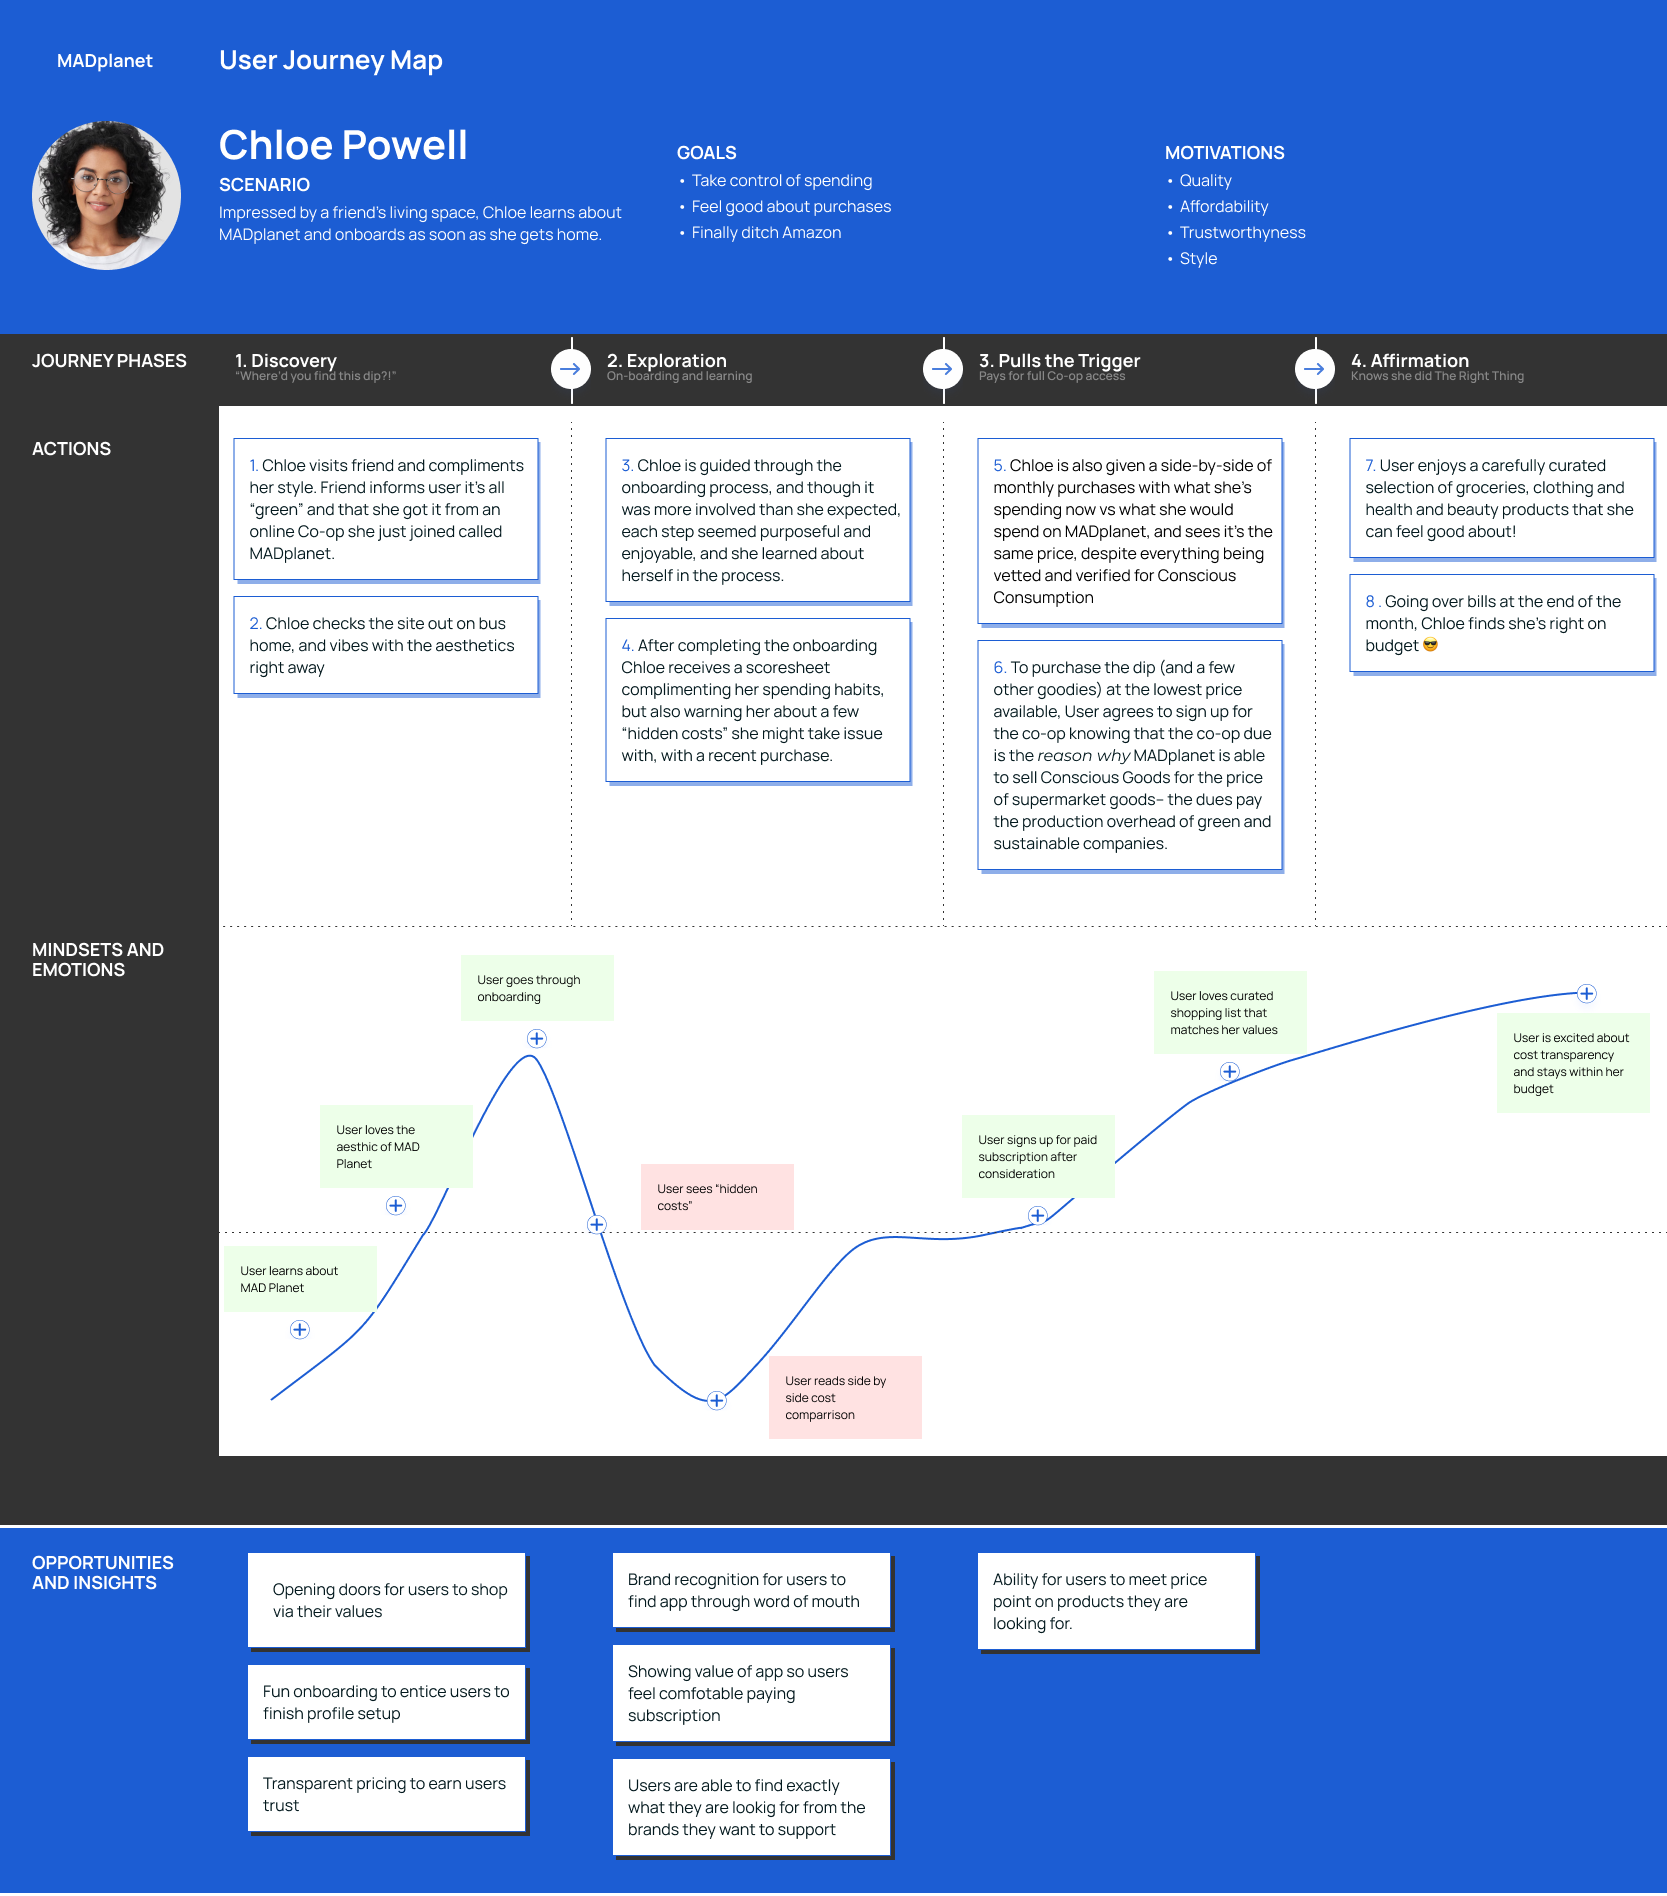 MADplanet
User Journey Map
Chloe Powell
SCENARIO
Impressed by a friend's living space, Chloe learns about
MADplanet and onboards as soon as she gets home.
GOALS
• Take control of spending
• Feel good about purchases
• Finally ditch Amazon
MOTIVATIONS
• Quality
• Affordability
• Trustworthyness
• Style
JOURNEY PHASES
1. Discovery
“Where'd you find this dip?!”
2. Exploration
On-boarding and learning
3. Pulls the Trigger
Pays for full Co-op access
4. Affirmation
Knows she did The Right Thing
ACTIONS
1. Chloe visits friend and compliments
her style. Friend informs user it's all
“green” and that she got it from an
online Co-op she just joined called
MADplanet.
2. Chloe checks the site out on bus
home, and vibes with the aesthetics
right away
3. Chloe is guided through the
onboarding process, and though it
was more involved than she expected,
each step seemed purposeful and
enjoyable, and she learned about
herself in the process.
4. After completing the onboarding
Chloe receives a scoresheet
complimenting her spending habits,
but also warning her about a few
“hidden costs” she might take issue
with, with a recent purchase.
5. Chloe is also given a side-by-side of
monthly purchases with what she's
spending now vs what she would
spend on MADplanet, and sees it's the
same price, despite everything being
vetted and verified for Conscious
Consumption
6. To purchase the dip (and a few
other goodies) at the lowest price
available, User agrees to sign up for
the co-op knowing that the co-op due
is the reason why MADplanet is able
to sell Conscious Goods for the price
of supermarket goods– the dues pay
the production overhead of green and
sustainable companies.
7. User enjoys a carefully curated
selection of groceries, clothing and
health and beauty products that she
can feel good about!
8 . Going over bills at the end of the
month, Chloe finds she's right on
budget 😎
MINDSETS AND
EMOTIONS
User learns about
MAD Planet
User loves the
aesthic of MAD
Planet
User goes through
onboarding
User sees “hidden
costs”
User reads side by
side cost
comparrison
User signs up for paid
subscription after
consideration
User loves curated
shopping list that
matches her values
User is excited about
cost transparency
and stays within her
budget
OPPORTUNITIES
AND INSIGHTS
Opening doors for users to shop
via their values
Fun onboarding to entice users to
finish profile setup
Transparent pricing to earn users
trust
Brand recognition for users to
find app through word of mouth
Showing value of app so users
feel comfotable paying
subscription
Users are able to find exactly
what they are lookig for from the
brands they want to support
Ability for users to meet price
point on products they are
looking for.